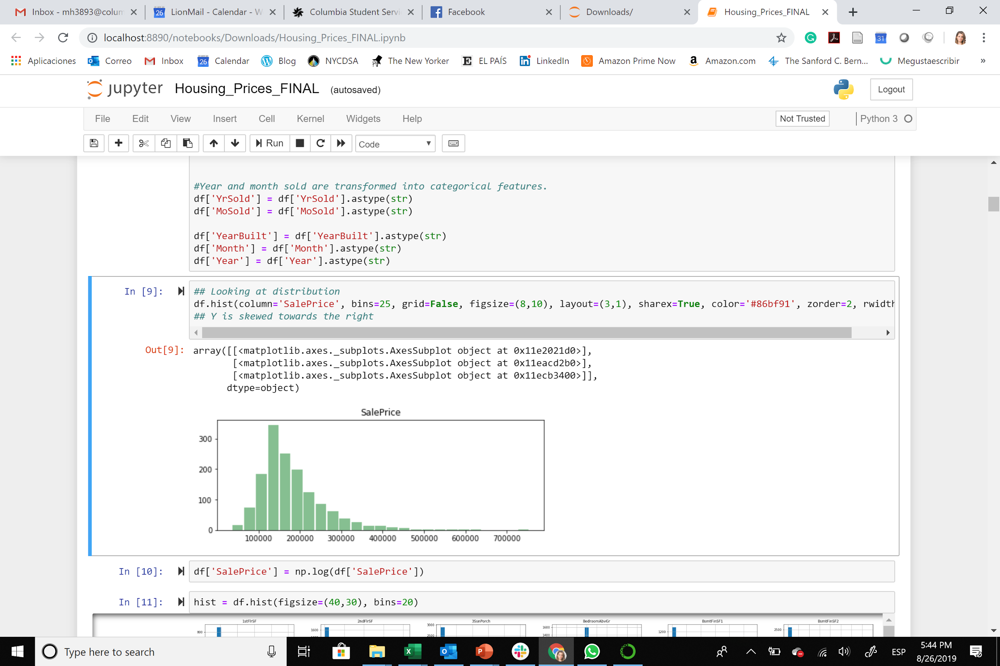 Inbox - mh3893@colum
LionMail - Calendar - W
Columbia Student Servi
Facebook
Downloads/
Housing_Prices_FINAL
localhost:8890/notebooks/Downloads/Housing_Prices_FINAL.ipynb
Aplicaciones
Correo
Inbox
26 Calendar
Blog
NYCDSA
The New Yorker
EL PAÍS
LinkedIn
Amazon Prime Now
Amazon.com
The Sanford C. Bern...
Megustaescribir
»
jupyter Housing_Prices_FINAL (autosaved)
Logout
File Edit View Insert Cell Kernel Widgets Help
Not Trusted
Python 3
Run
Code
#Year and month sold are transformed into categorical features.
df['YrSold'] = df['YrSold'].astype(str)
df['MoSold'] = df['MoSold'].astype(str)
df['YearBuilt'] = df['YearBuilt'].astype(str)
df['Month'] = df['Month'].astype(str)
df['Year'] = df['Year'].astype(str)
In [9]:
## Looking at distribution
df.hist(column='SalePrice', bins=25, grid=False, figsize=(8,10), layout=(3,1), sharex=True, color='#86bf91', zorder=2, rwidth
## Y is skewed towards the right
Out[9]:
array([[<matplotlib.axes._subplots.AxesSubplot object at 0x11e2021d0>],
[<matplotlib.axes._subplots.AxesSubplot object at 0x11eacd2b0>],
[<matplotlib.axes._subplots.AxesSubplot object at 0x11ecb3400>]],
dtype=object)
SalePrice
300
200
100
0
100000 200000 300000 400000 500000 600000 700000
In [10]:
df['SalePrice'] = np.log(df['SalePrice'])
In [11]:
hist = df.hist(figsize=(40,30), bins=20)
1stFlrSF 2ndFlrSF 3SsnPorch BedroomAbvGr BsmtFinSF1 BsmtFinSF2
800 1600 3000 1600 1200 2500
2500 1400
Type here to search
ESP
5:44 PM
8/26/2019